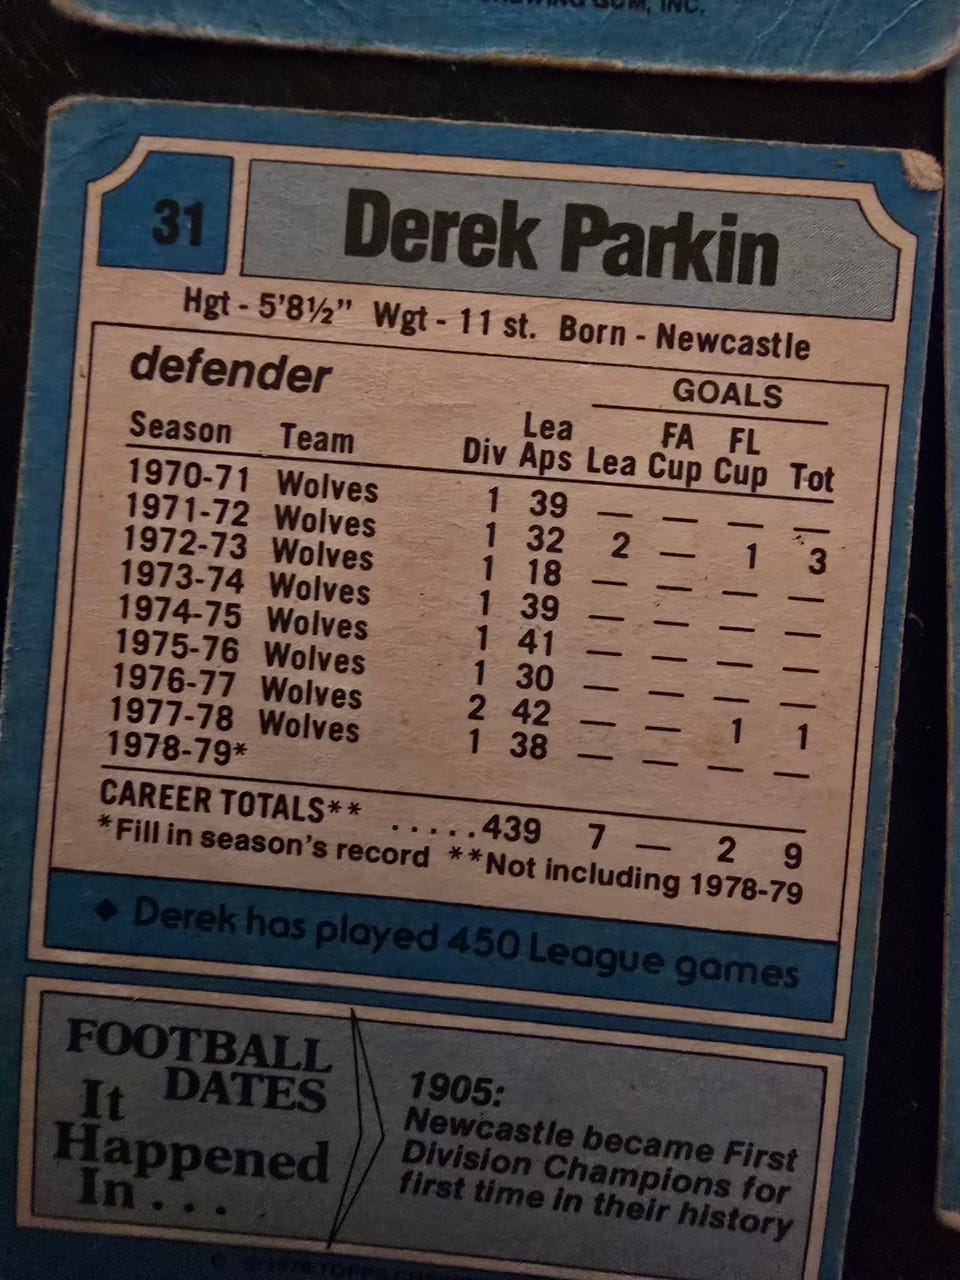 31
Derek Parkin
Hgt - 5'8½" Wgt - 11 st. Born - Newcastle
defender
GOALS
Season Team Div Lea Aps Lea FA Cup FL Cup Tot
1970-71 Wolves 1 39 — — — —
1971-72 Wolves 1 32 2 — 1 3
1972-73 Wolves 1 18 — — — —
1973-74 Wolves 1 39 — — — —
1974-75 Wolves 1 41 — — — —
1975-76 Wolves 1 30 — — — —
1976-77 Wolves 2 42 — — 1 1
1977-78 Wolves 1 38 — — — —
1978-79*
CAREER TOTALS** .....439 7 — 2 9
*Fill in season's record **Not including 1978-79
◆ Derek has played 450 League games
FOOTBALL
DATES
It
Happened
In . . .
1905:
Newcastle became First
Division Champions for
first time in their history